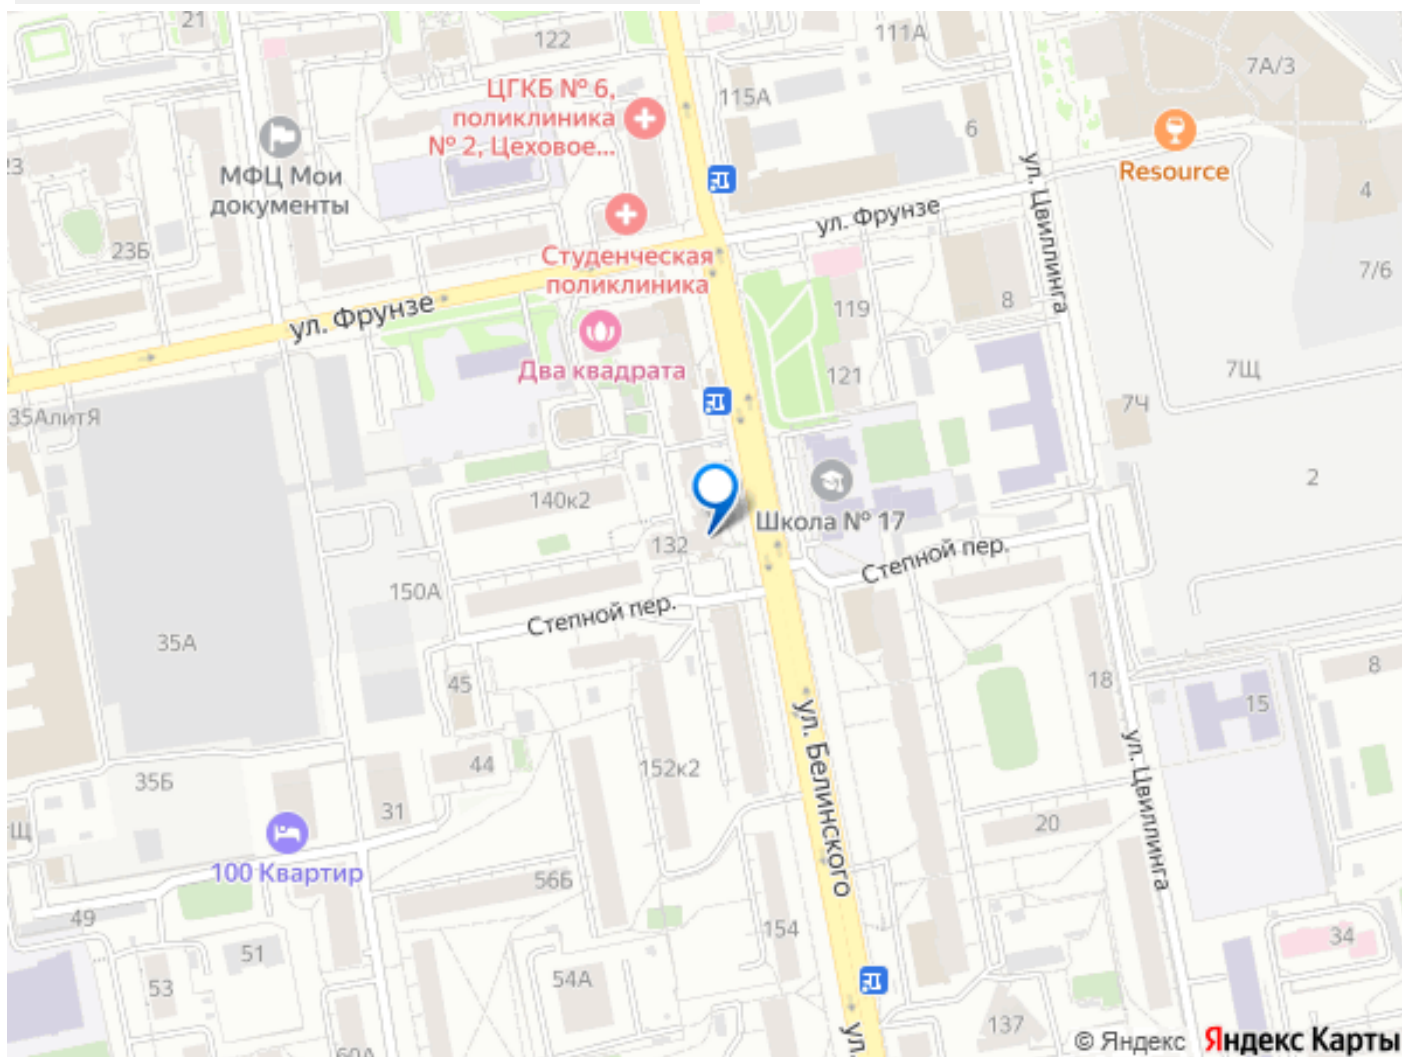 21
122
111А
7А/3
ЦГКБ № 6,
поликлиника
№ 2, Цеховое...
115А
6
Resource
МФЦ Мои
документы
23
4
ул. Фрунзе
ул. Цвиллинга
23Б
Студенческая
поликлиника
7/6
119
8
ул. Фрунзе
Два квадрата
121
7Щ
7Ч
35АлитЯ
2
140к2
Школа № 17
132
Степной пер.
150А
Степной пер.
35А
45
18
8
15
ул. Белинского
ул. Цвиллинга
44
152к2
35Б
31
20
Щ
100 Квартир
56Б
49
154
34
51
54А
53
137
ул.
60А
© Яндекс Яндекс Карты